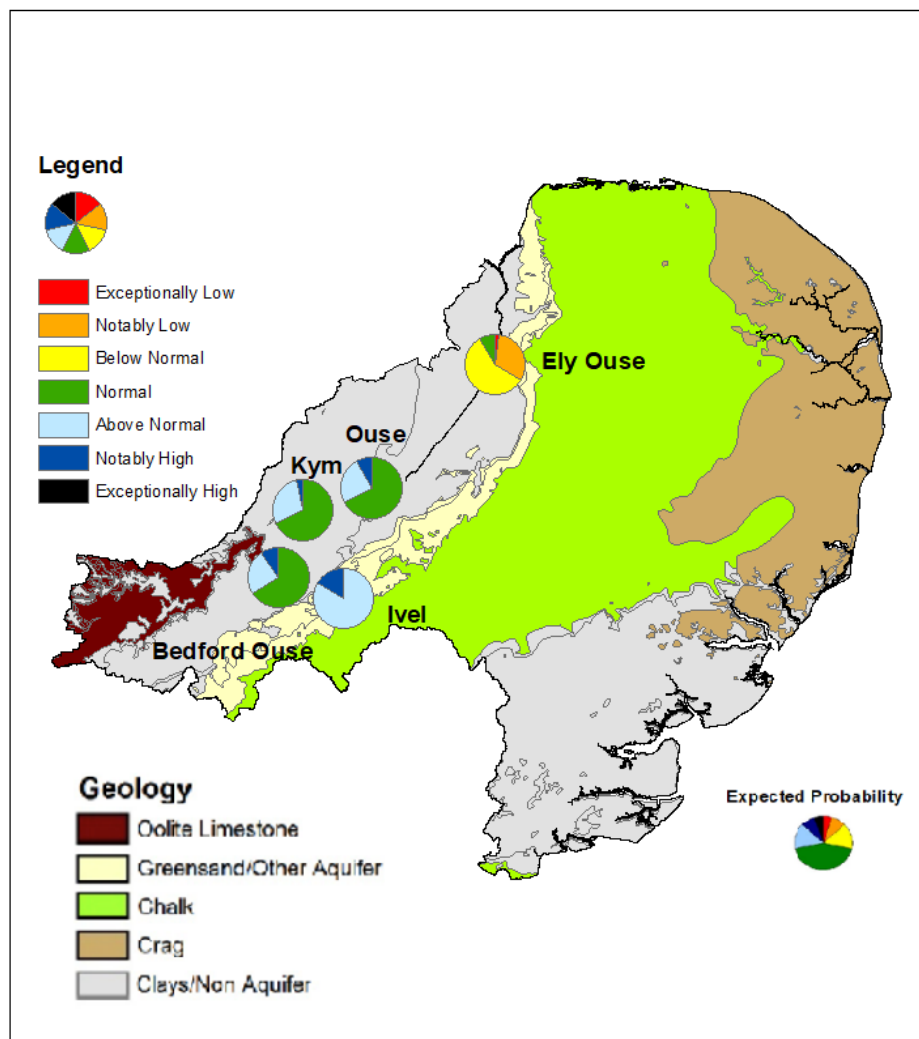 Legend
Exceptionally Low
Notably Low
Below Normal
Normal
Above Normal
Notably High
Exceptionally High
Ely Ouse
Ouse
Kym
Ivel
Bedford Ouse
Geology
Oolite Limestone
Greensand/Other Aquifer
Chalk
Crag
Clays/Non Aquifer
Expected Probability